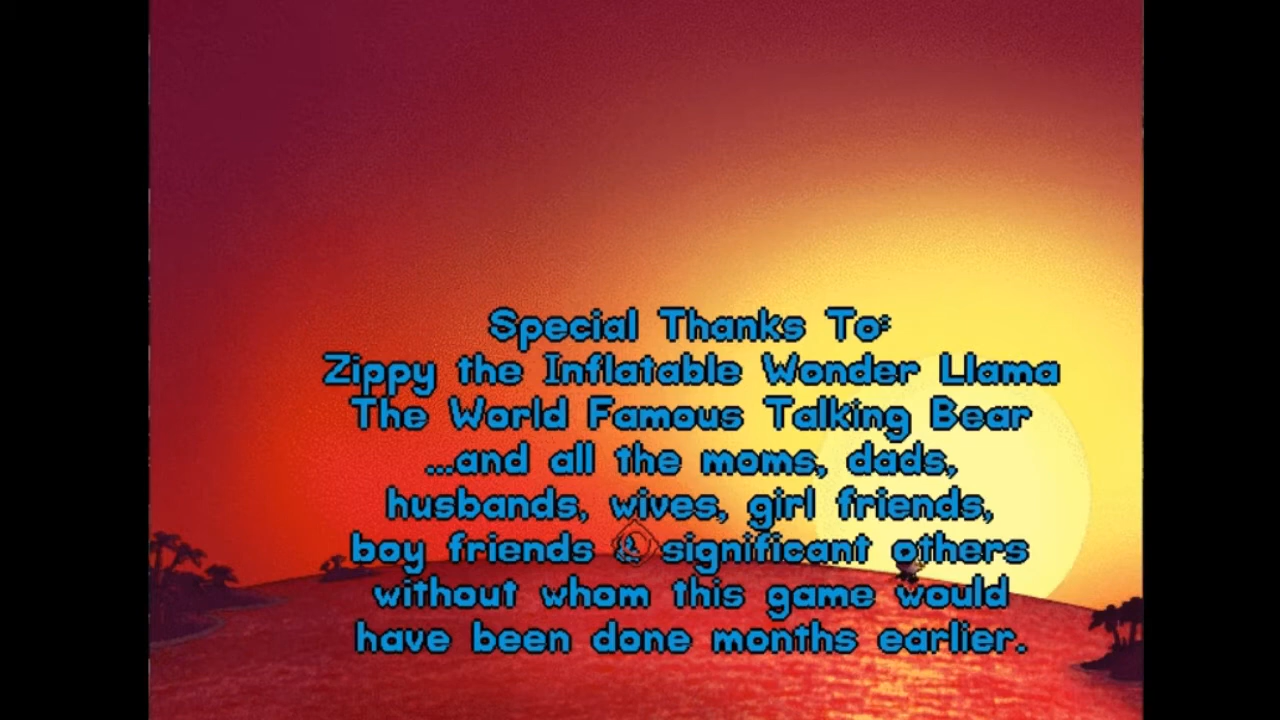 Special Thanks To:
Zippy the Inflatable Wonder Llama
The World Famous Talking Bear
...and all the moms, dads,
husbands, wives, girl friends,
boy friends & significant others
without whom this game would
have been done months earlier.